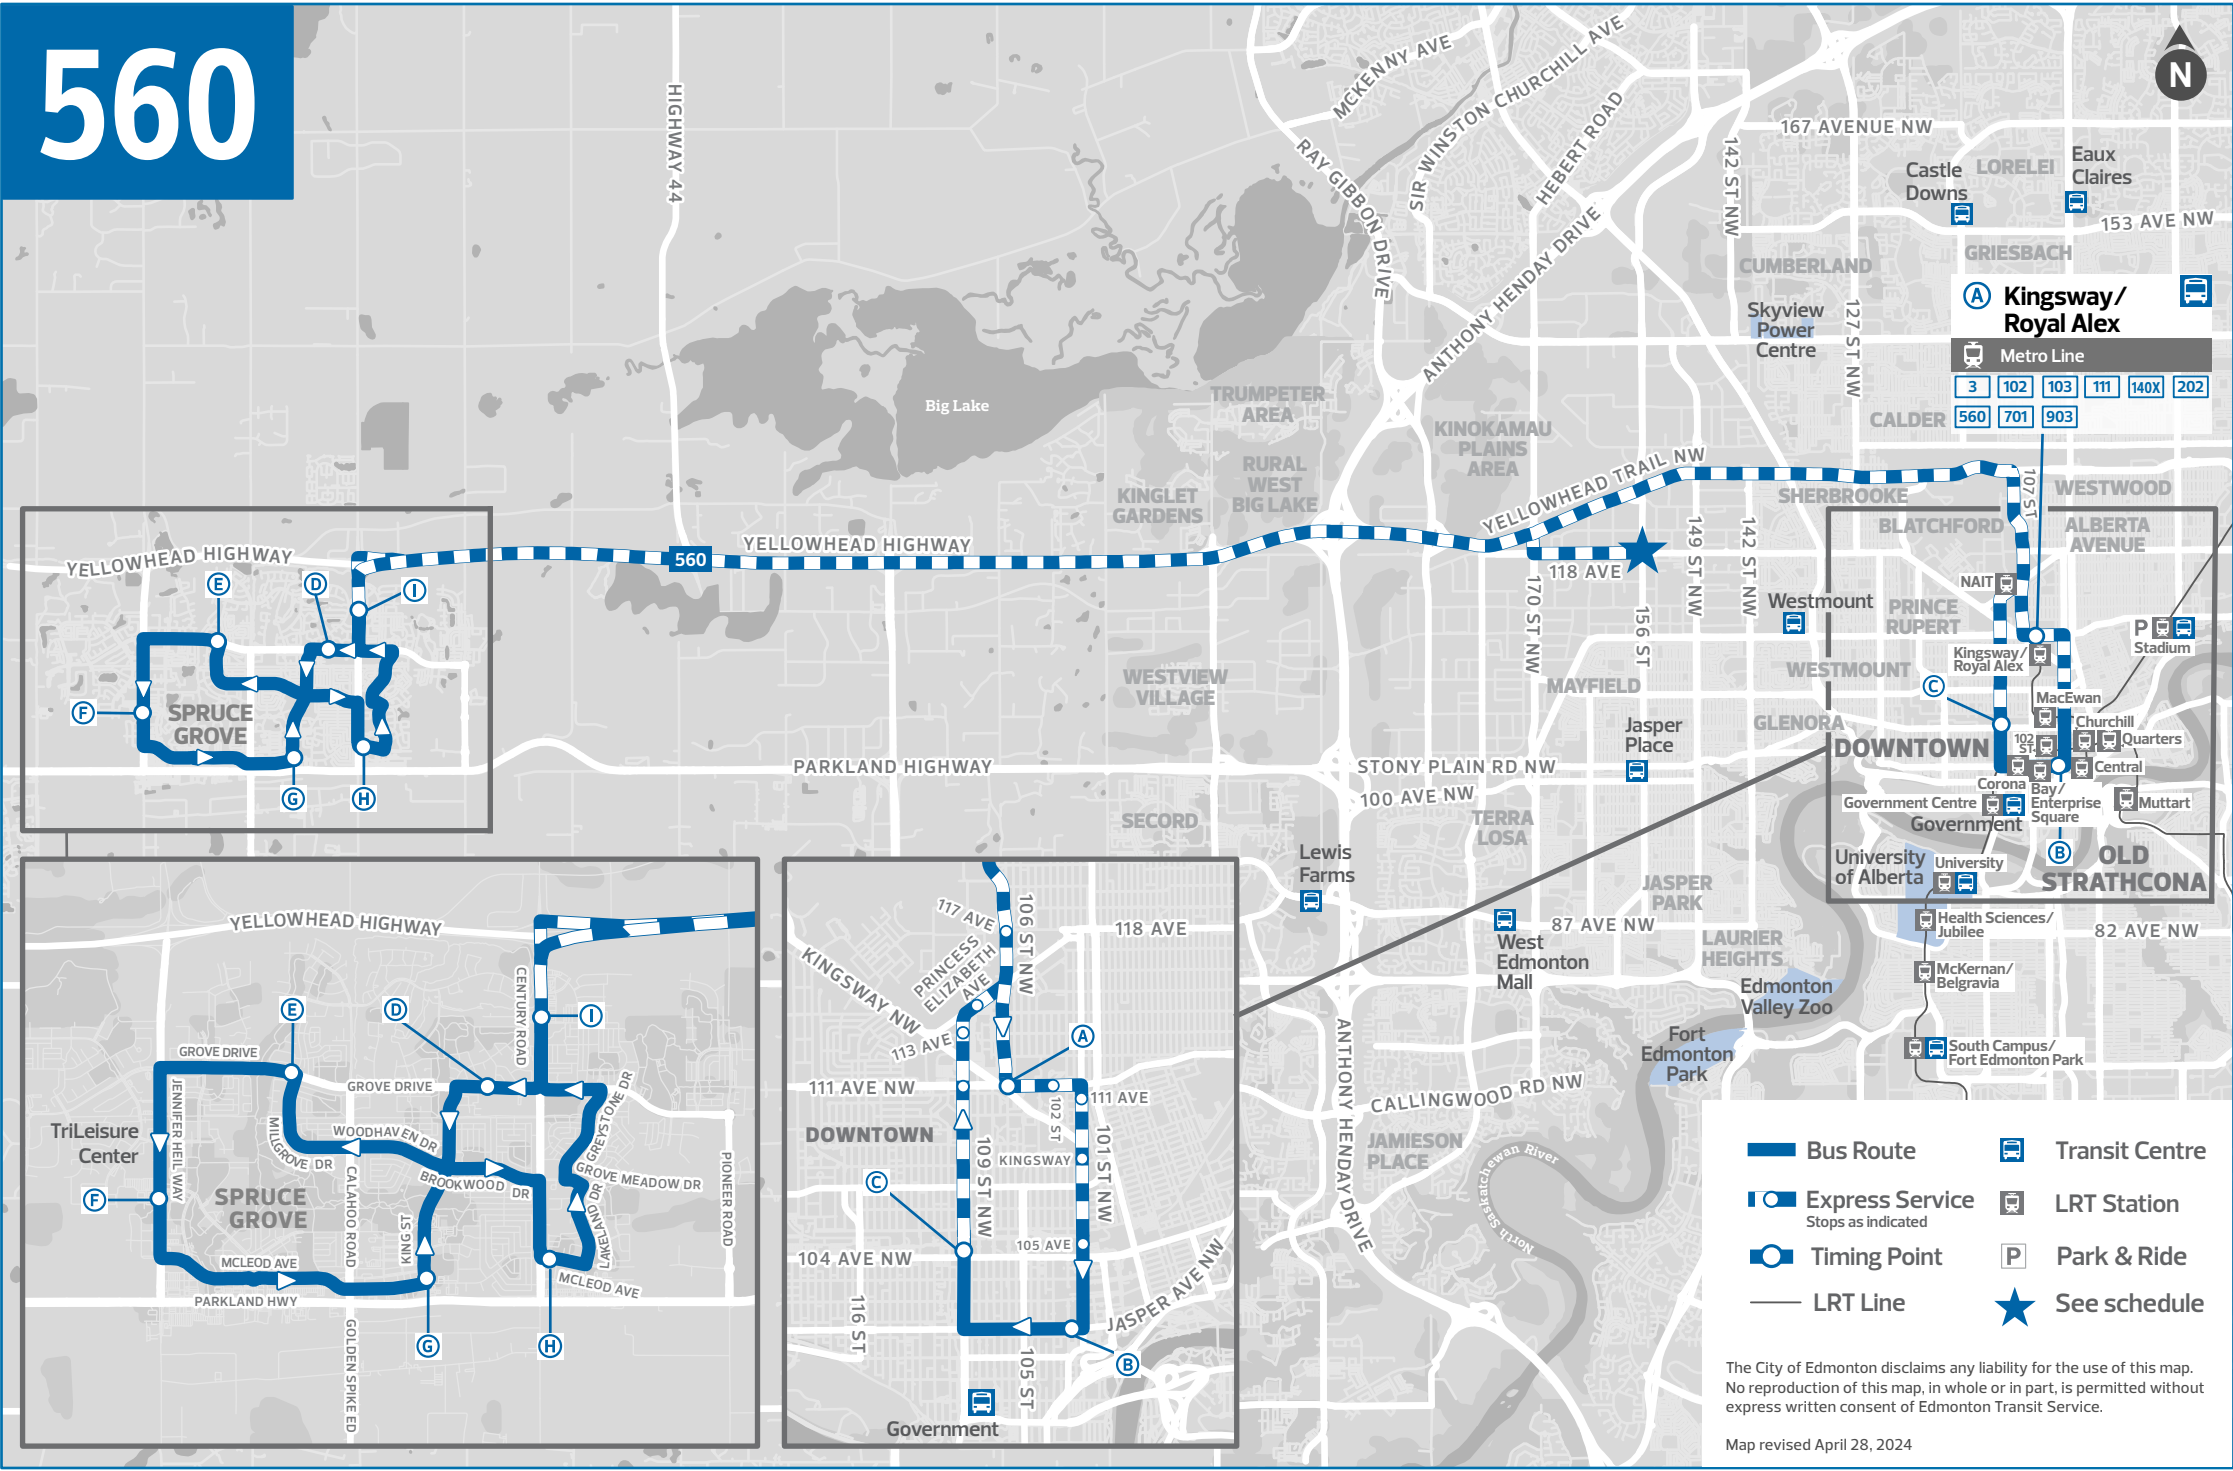 560
N
HIGHWAY 44
MCKENNY AVE
SIR WINSTON CHURCHILL AVE
RAY GIBBON DRIVE
HEBERT ROAD
ANTHONY HENDAY DRIVE
142 ST NW
167 AVENUE NW
Castle
Downs
LORELEI
Eaux
Claires
153 AVE NW
GRIESBACH
CUMBERLAND
Skyview
Power
Centre
127 ST NW
A Kingsway/
Royal Alex
Metro Line
3 102 103 111 140X 202
560 701 903
CALDER
Big Lake
TRUMPETER
AREA
KINOKAMAU
PLAINS
AREA
RURAL
WEST
BIG LAKE
KINGLET
GARDENS
YELLOWHEAD TRAIL NW
SHERBROOKE
107 ST
WESTWOOD
BLATCHFORD
ALBERTA
AVENUE
YELLOWHEAD HIGHWAY
560
YELLOWHEAD HIGHWAY
118 AVE
170 ST NW
156 ST
149 ST NW
142 ST NW
Westmount
NAIT
PRINCE
RUPERT
P
Stadium
Kingsway/
Royal Alex
WESTMOUNT
MAYFIELD
WESTVIEW
VILLAGE
GLENORA
C
MacEwan
Churchill
Quarters
102
ST
DOWNTOWN
Central
Corona
Bay/
Enterprise
Square
Government Centre
Government
Muttart
B
University
of Alberta
University
OLD
STRATHCONA
Health Sciences/
Jubilee
82 AVE NW
McKernan/
Belgravia
South Campus/
Fort Edmonton Park
E
D
I
F
SPRUCE
GROVE
G
H
PARKLAND HIGHWAY
STONY PLAIN RD NW
100 AVE NW
Jasper
Place
SECORD
TERRA
LOSA
Lewis
Farms
JASPER
PARK
87 AVE NW
West
Edmonton
Mall
LAURIER
HEIGHTS
Edmonton
Valley Zoo
Fort
Edmonton
Park
ANTHONY HENDAY DRIVE
CALLINGWOOD RD NW
JAMIESON
PLACE
North Saskatchewan River
YELLOWHEAD HIGHWAY
CENTURY ROAD
E
D
I
GROVE DRIVE
GROVE DRIVE
JENNIFER HEIL WAY
TriLeisure
Center
MILLGROVE DR
WOODHAVEN DR
GREYSTONE DR
GROVE MEADOW DR
BROOKWOOD DR
CALAHOO ROAD
F
SPRUCE
GROVE
KING ST
LAKELAND DR
PIONEER ROAD
MCLEOD AVE
MCLEOD AVE
PARKLAND HWY
GOLDEN SPIKE ED
G
H
117 AVE
106 ST NW
118 AVE
PRINCESS
ELIZABETH
AVE
KINGSWAY NW
113 AVE
A
111 AVE NW
111 AVE
102 ST
DOWNTOWN
109 ST NW
KINGSWAY
101 ST NW
C
105 AVE
104 AVE NW
116 ST
JASPER AVE NW
105 ST
B
Government
Bus Route
Transit Centre
Express Service
Stops as indicated
LRT Station
Timing Point
P Park & Ride
LRT Line
See schedule
The City of Edmonton disclaims any liability for the use of this map.
No reproduction of this map, in whole or in part, is permitted without
express written consent of Edmonton Transit Service.
Map revised April 28, 2024